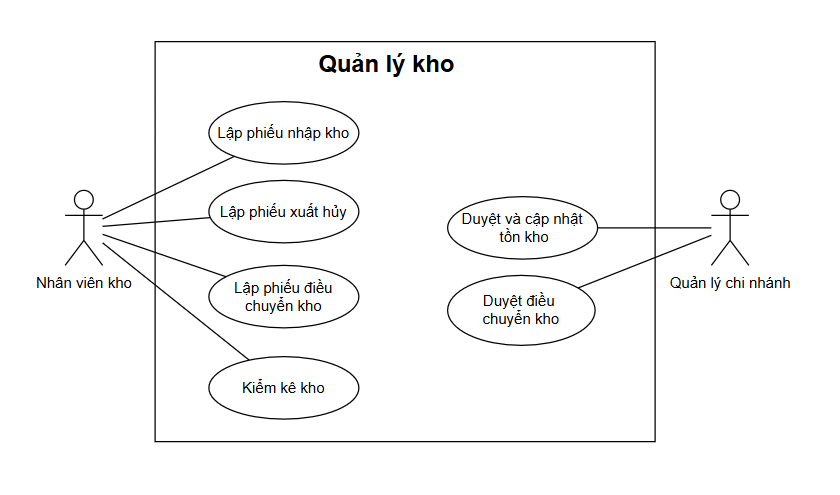 Quản lý kho
Lập phiếu nhập kho
Lập phiếu xuất hủy
Lập phiếu điều
chuyển kho
Kiểm kê kho
Duyệt và cập nhật
tồn kho
Duyệt điều
chuyển kho
Nhân viên kho
Quản lý chi nhánh